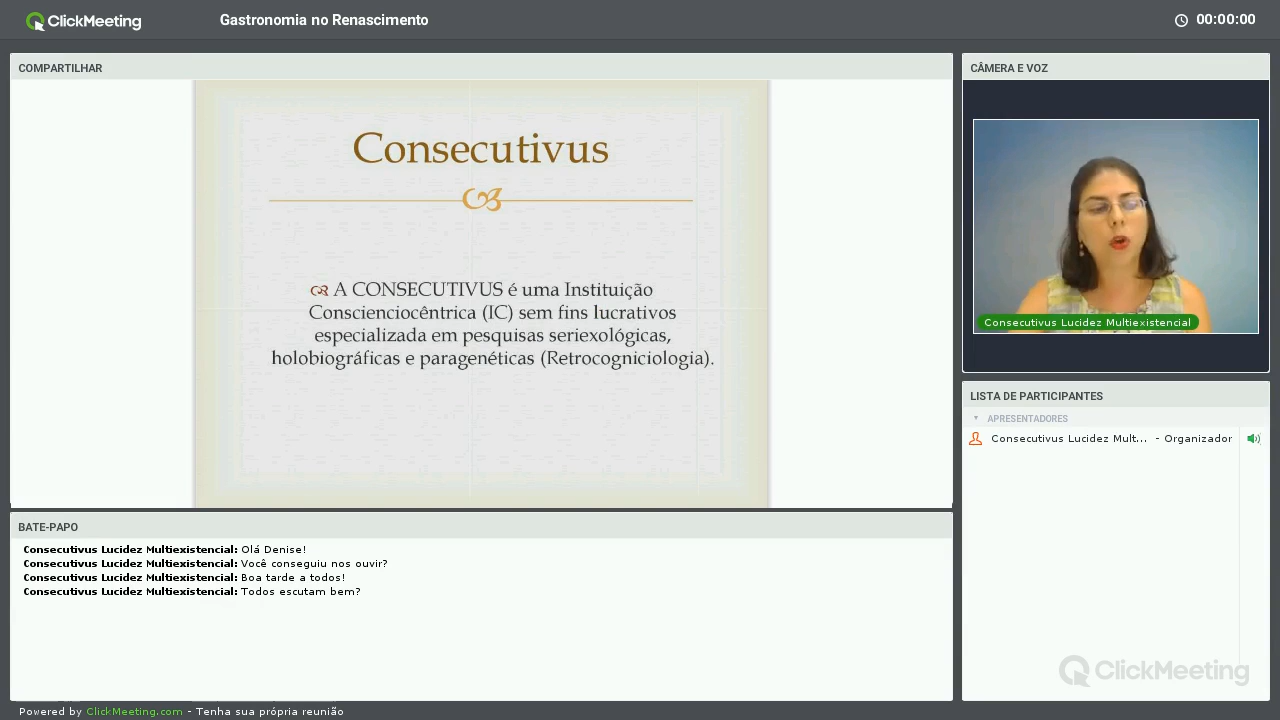 ClickMeeting
Gastronomia no Renascimento
00:00:00
COMPARTILHAR
Consecutivus
A CONSECUTIVUS é uma Instituição
Conscienciocêntrica (IC) sem fins lucrativos
especializada em pesquisas seriexológicas,
holobiográficas e paragenéticas (Retrocogniciologia).
CÂMERA E VOZ
Consecutivus Lucidez Multiexistencial
LISTA DE PARTICIPANTES
APRESENTADORES
Consecutivus Lucidez Mult... - Organizador
ClickMeeting
BATE-PAPO
Consecutivus Lucidez Multiexistencial: Olá Denise!
Consecutivus Lucidez Multiexistencial: Você conseguiu nos ouvir?
Consecutivus Lucidez Multiexistencial: Boa tarde a todos!
Consecutivus Lucidez Multiexistencial: Todos escutam bem?
Powered by ClickMeeting.com - Tenha sua própria reunião